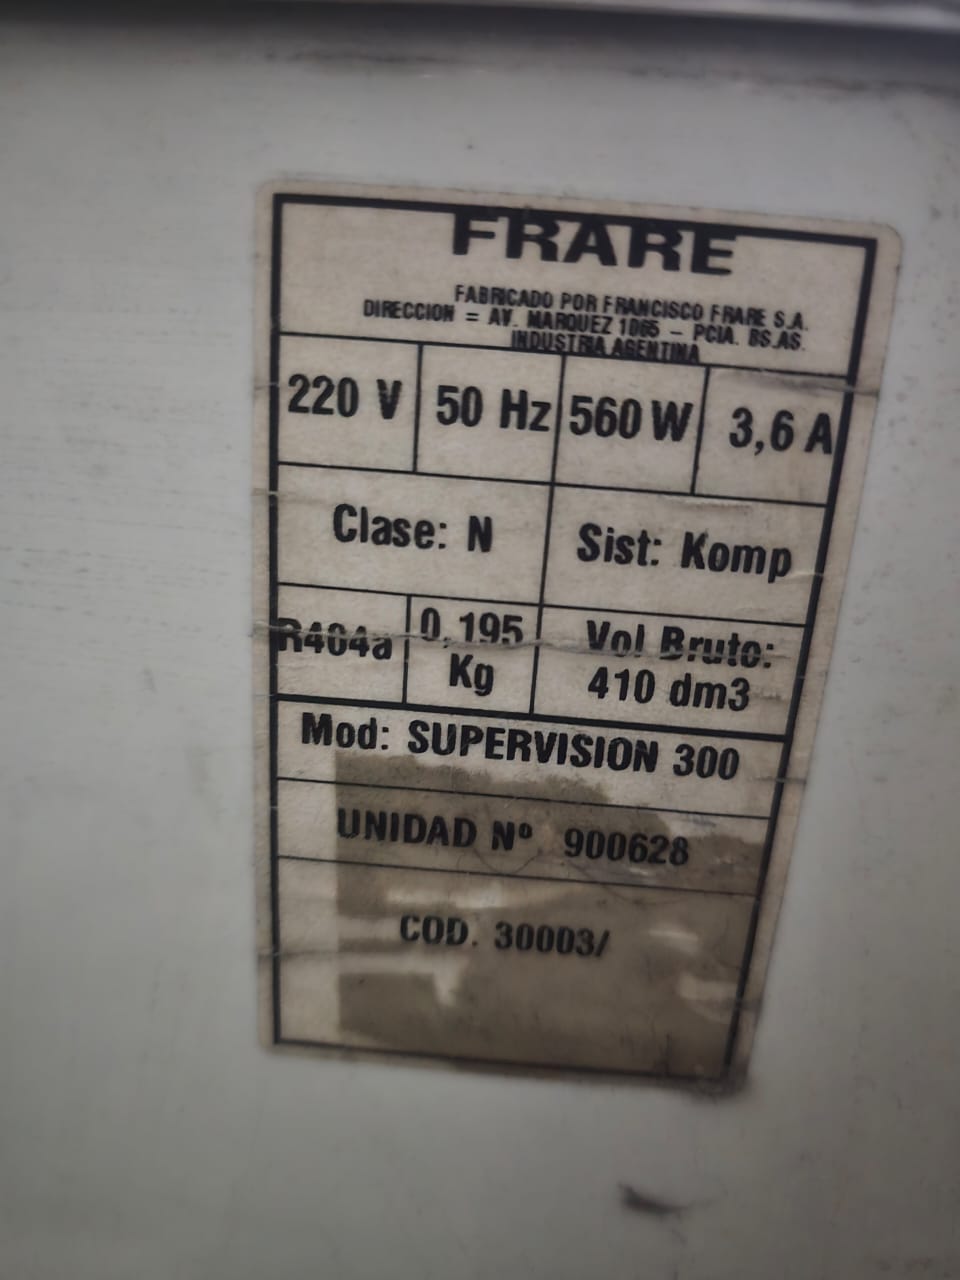 FRARE
FABRICADO POR FRANCISCO FRARE S.A.
DIRECCION = AV. MARQUEZ 1065 - PCIA. BS.AS.
INDUSTRIA AGENTINA
220 V 50 Hz 560 W 3,6 A
Clase: N Sist: Komp
R404a 0,195 Kg Vol Bruto: 410 dm3
Mod: SUPERVISION 300
UNIDAD Nº 900628
COD. 30003/